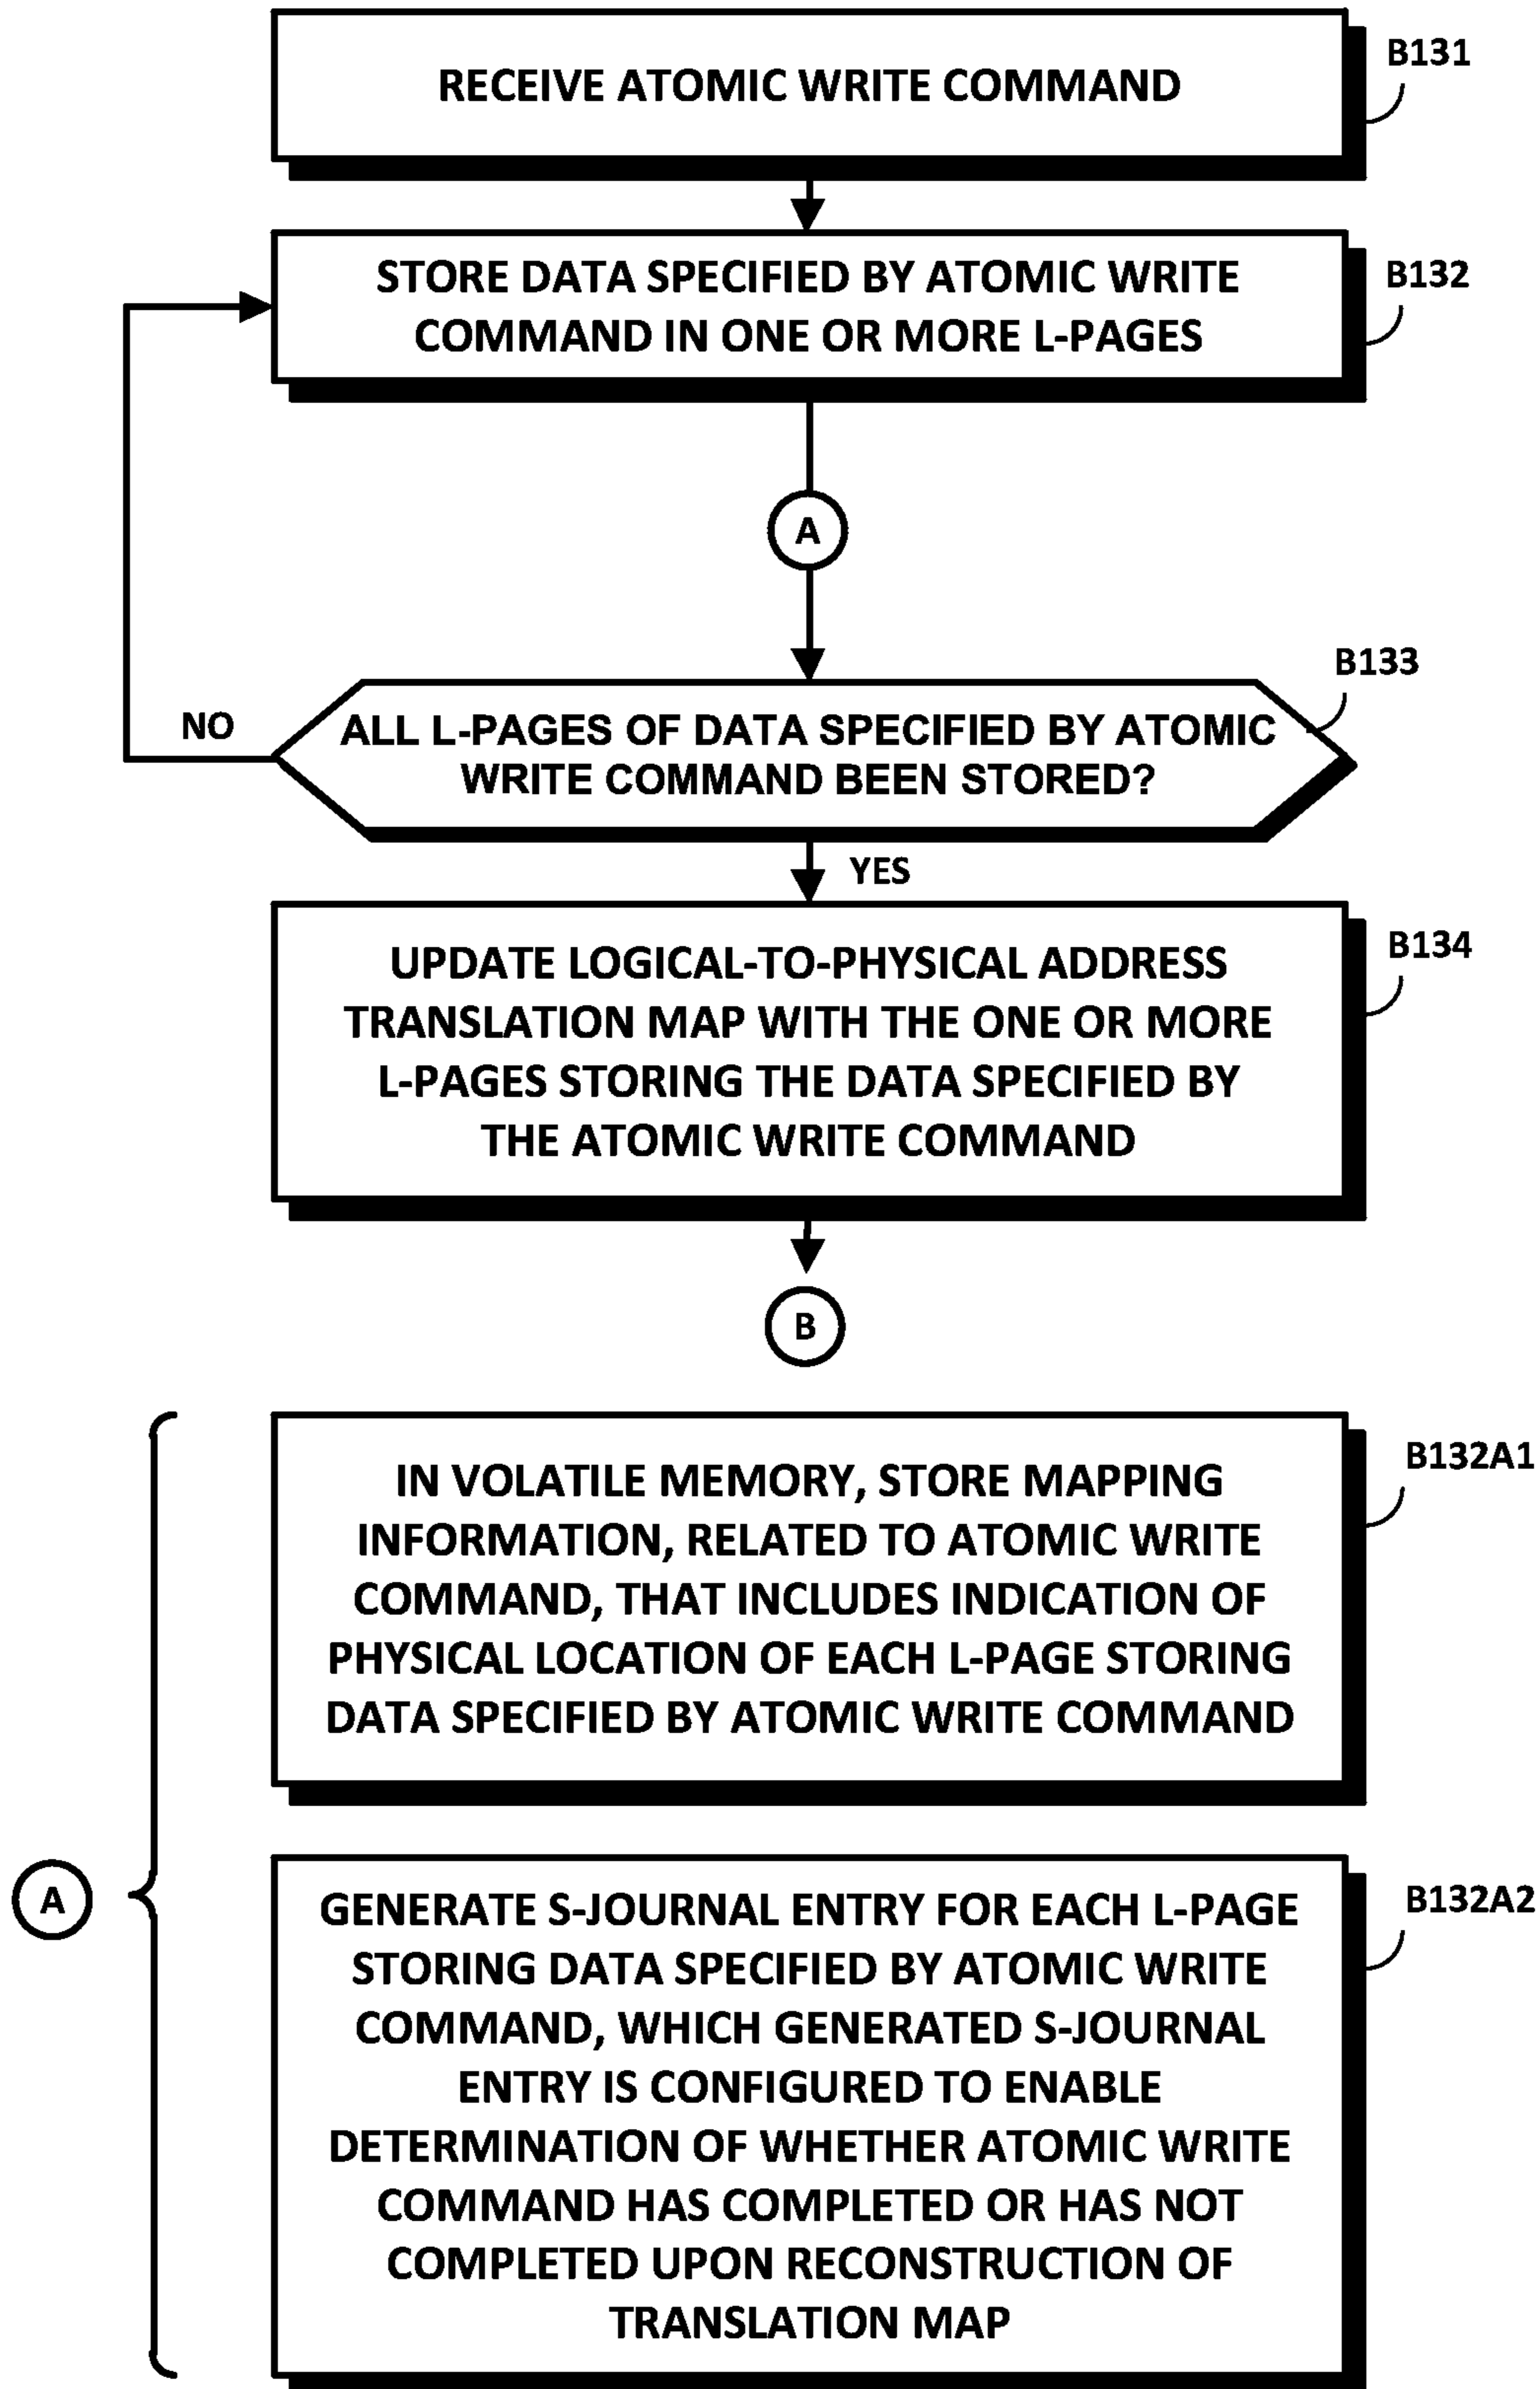 RECEIVE ATOMIC WRITE COMMAND
B131
STORE DATA SPECIFIED BY ATOMIC WRITE
COMMAND IN ONE OR MORE L-PAGES
B132
A
B133
ALL L-PAGES OF DATA SPECIFIED BY ATOMIC
WRITE COMMAND BEEN STORED?
NO
YES
UPDATE LOGICAL-TO-PHYSICAL ADDRESS
TRANSLATION MAP WITH THE ONE OR MORE
L-PAGES STORING THE DATA SPECIFIED BY
THE ATOMIC WRITE COMMAND
B134
B
IN VOLATILE MEMORY, STORE MAPPING
INFORMATION, RELATED TO ATOMIC WRITE
COMMAND, THAT INCLUDES INDICATION OF
PHYSICAL LOCATION OF EACH L-PAGE STORING
DATA SPECIFIED BY ATOMIC WRITE COMMAND
B132A1
A
GENERATE S-JOURNAL ENTRY FOR EACH L-PAGE
STORING DATA SPECIFIED BY ATOMIC WRITE
COMMAND, WHICH GENERATED S-JOURNAL
ENTRY IS CONFIGURED TO ENABLE
DETERMINATION OF WHETHER ATOMIC WRITE
COMMAND HAS COMPLETED OR HAS NOT
COMPLETED UPON RECONSTRUCTION OF
TRANSLATION MAP
B132A2